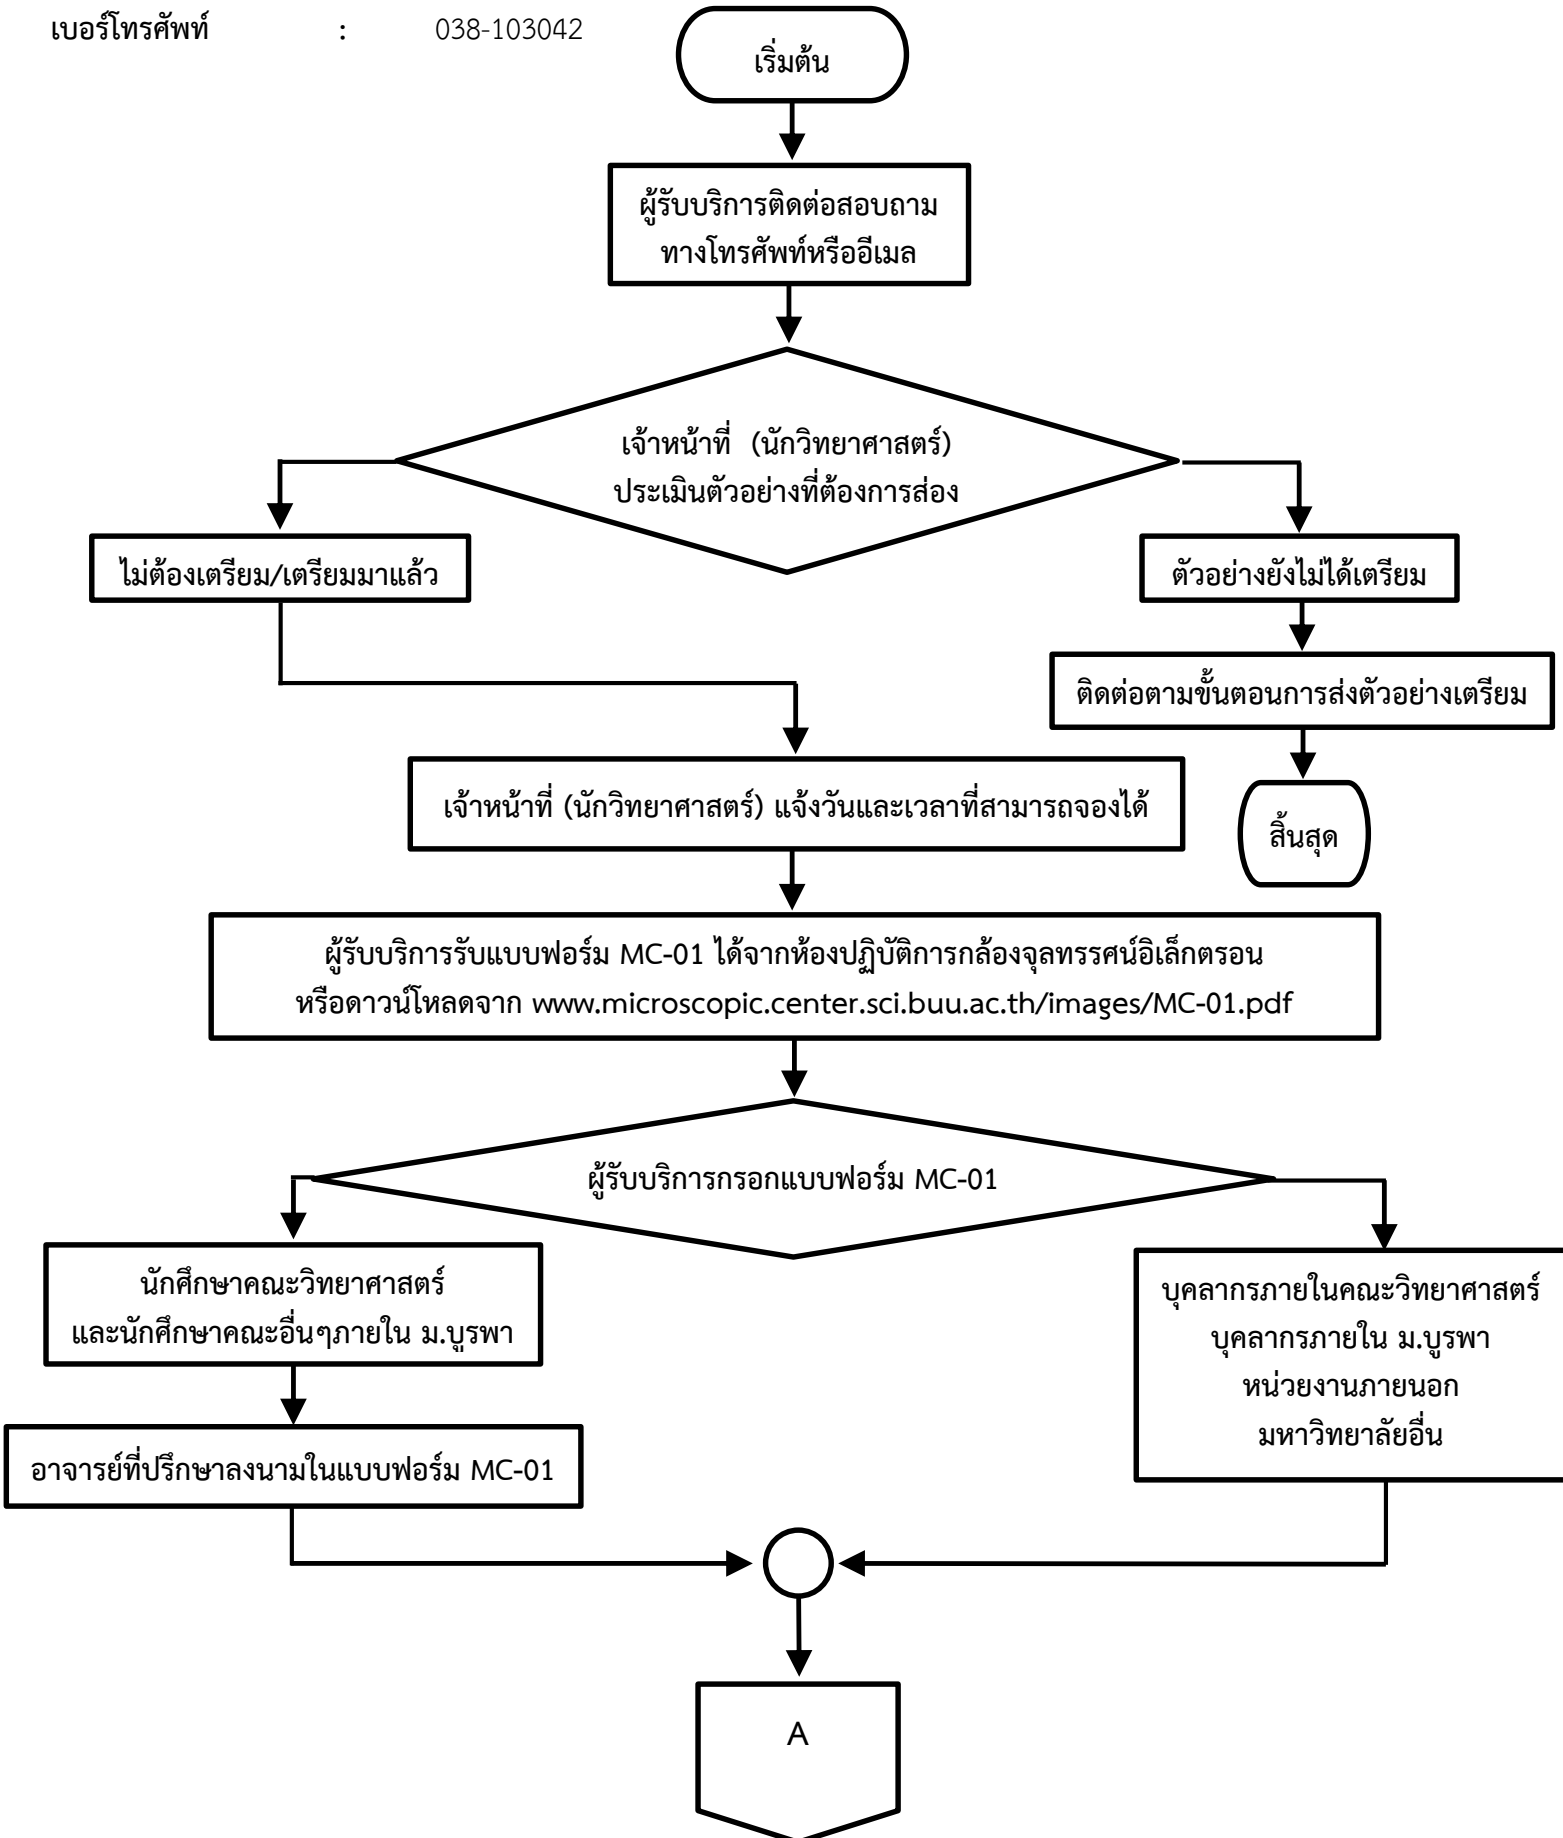 เบอร์โทรศัพท์ : 038-103042
เริ่มต้น
ผู้รับบริการติดต่อสอบถาม
ทางโทรศัพท์หรืออีเมล
เจ้าหน้าที่ (นักวิทยาศาสตร์)
ประเมินตัวอย่างที่ต้องการส่อง
ไม่ต้องเตรียม/เตรียมมาแล้ว
ตัวอย่างยังไม่ได้เตรียม
ติดต่อตามขั้นตอนการส่งตัวอย่างเตรียม
สิ้นสุด
เจ้าหน้าที่ (นักวิทยาศาสตร์) แจ้งวันและเวลาที่สามารถจองได้
ผู้รับบริการรับแบบฟอร์ม MC-01 ได้จากห้องปฏิบัติการกล้องจุลทรรศน์อิเล็กตรอน
หรือดาวน์โหลดจาก www.microscopic.center.sci.buu.ac.th/images/MC-01.pdf
ผู้รับบริการกรอกแบบฟอร์ม MC-01
นักศึกษาคณะวิทยาศาสตร์
และนักศึกษาคณะอื่นๆภายใน ม.บูรพา
อาจารย์ที่ปรึกษาลงนามในแบบฟอร์ม MC-01
บุคลากรภายในคณะวิทยาศาสตร์
บุคลากรภายใน ม.บูรพา
หน่วยงานภายนอก
มหาวิทยาลัยอื่น
A